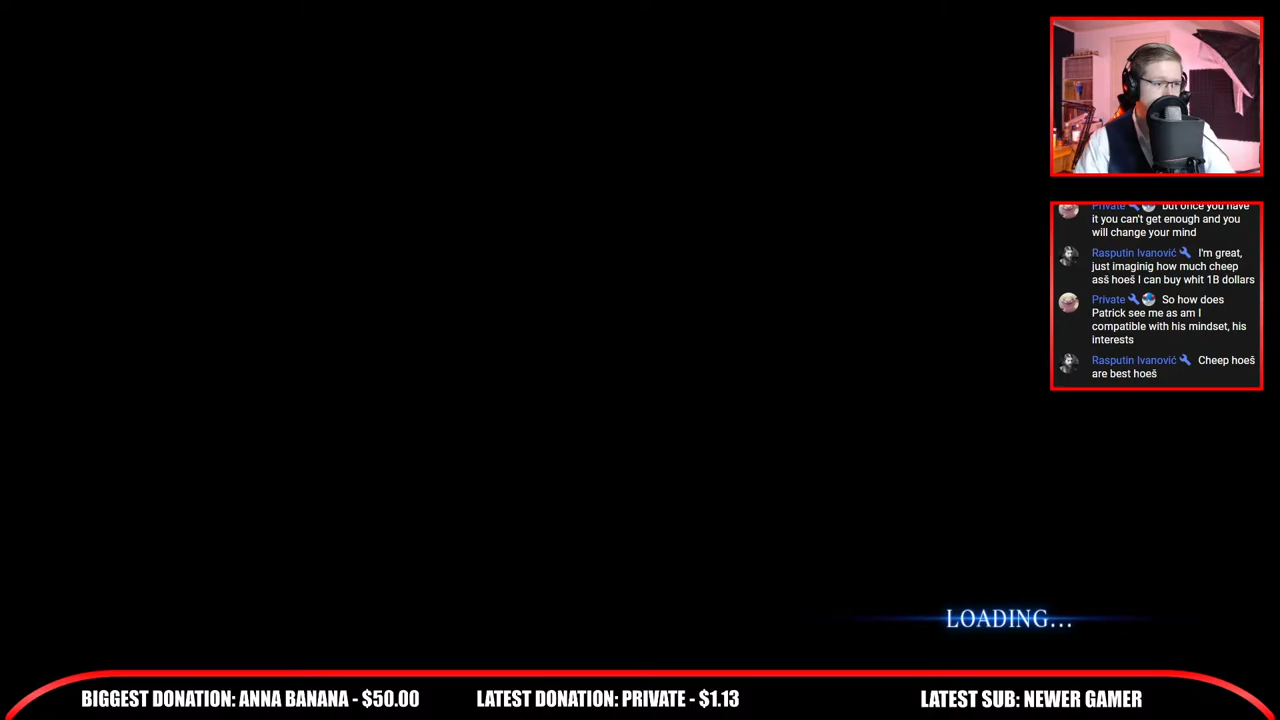 Private but once you have
it you can't get enough and you
will change your mind
Rasputin Ivanović I'm great,
just imaginig how much cheep
asš hoeš I can buy whit 1B dollars
Private So how does
Patrick see me as am I
compatible with his mindset, his
interests
Rasputin Ivanović Cheep hoeš
are best hoeš
LOADING...
BIGGEST DONATION: ANNA BANANA - $50.00
LATEST DONATION: PRIVATE - $1.13
LATEST SUB: NEWER GAMER